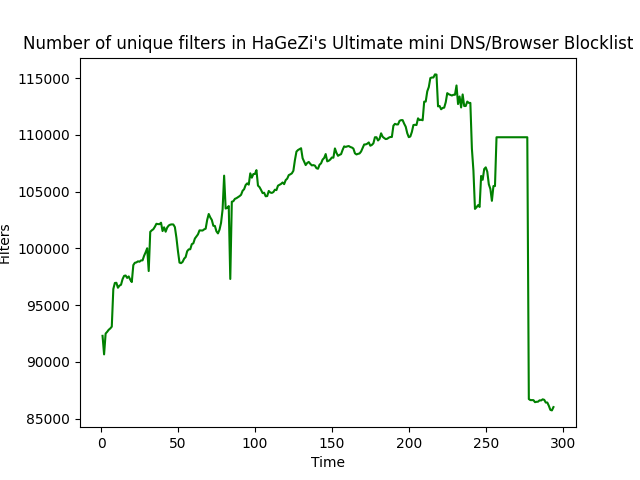 Number of unique filters in HaGeZi's Ultimate mini DNS/Browser Blocklist
115000
110000
105000
100000
95000
90000
85000
Filters
0 50 100 150 200 250 300
Time